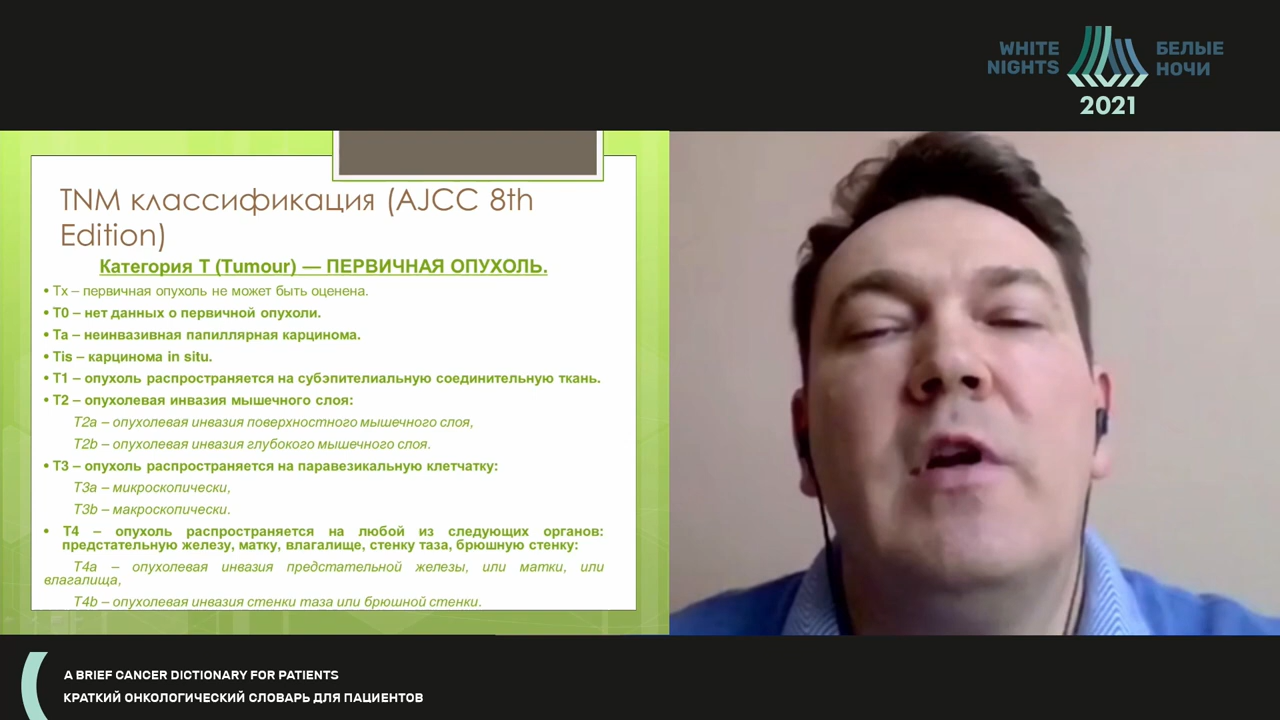 WHITE
NIGHTS
БЕЛЫЕ
НОЧИ
2021
TNM классификация (AJCC 8th
Edition)
Категория Т (Tumour) — ПЕРВИЧНАЯ ОПУХОЛЬ.
• Tx – первичная опухоль не может быть оценена.
• T0 – нет данных о первичной опухоли.
• Ta – неинвазивная папиллярная карцинома.
• Tis – карцинома in situ.
• T1 – опухоль распространяется на субэпителиальную соединительную ткань.
• T2 – опухолевая инвазия мышечного слоя:
T2a – опухолевая инвазия поверхностного мышечного слоя,
T2b – опухолевая инвазия глубокого мышечного слоя.
• T3 – опухоль распространяется на паравезикальную клетчатку:
T3a – микроскопически,
T3b – макроскопически.
• T4 – опухоль распространяется на любой из следующих органов:
предстательную железу, матку, влагалище, стенку таза, брюшную стенку:
T4a – опухолевая инвазия предстательной железы, или матки, или
влагалища,
T4b – опухолевая инвазия стенки таза или брюшной стенки.
A BRIEF CANCER DICTIONARY FOR PATIENTS
КРАТКИЙ ОНКОЛОГИЧЕСКИЙ СЛОВАРЬ ДЛЯ ПАЦИЕНТОВ